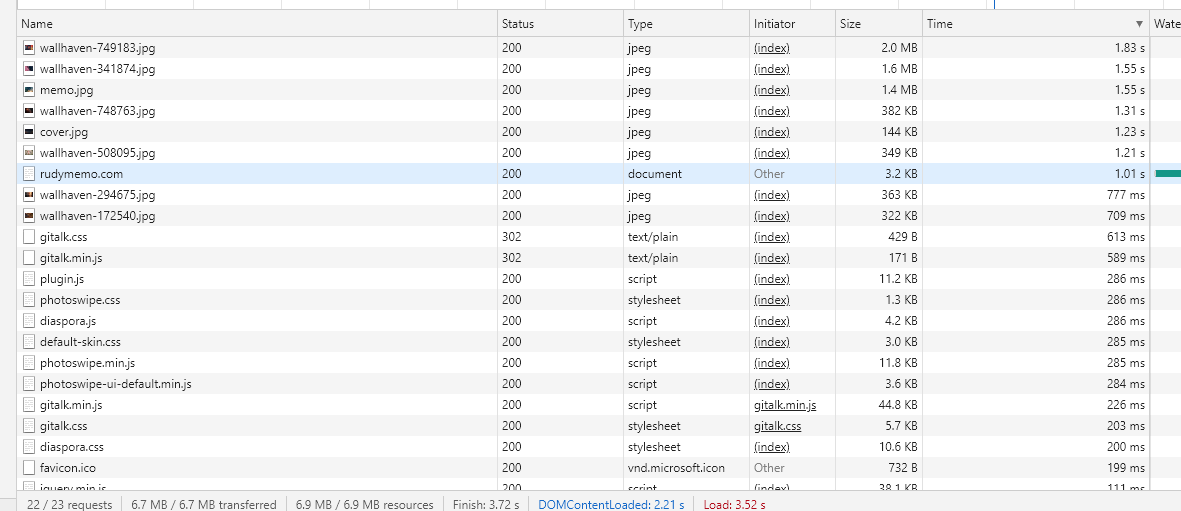 Name Status Type Initiator Size Time Wate
wallhaven-749183.jpg 200 jpeg (index) 2.0 MB 1.83 s
wallhaven-341874.jpg 200 jpeg (index) 1.6 MB 1.55 s
memo.jpg 200 jpeg (index) 1.4 MB 1.55 s
wallhaven-748763.jpg 200 jpeg (index) 382 KB 1.31 s
cover.jpg 200 jpeg (index) 144 KB 1.23 s
wallhaven-508095.jpg 200 jpeg (index) 349 KB 1.21 s
rudymemo.com 200 document Other 3.2 KB 1.01 s
wallhaven-294675.jpg 200 jpeg (index) 363 KB 777 ms
wallhaven-172540.jpg 200 jpeg (index) 322 KB 709 ms
gitalk.css 302 text/plain (index) 429 B 613 ms
gitalk.min.js 302 text/plain (index) 171 B 589 ms
plugin.js 200 script (index) 11.2 KB 286 ms
photoswipe.css 200 stylesheet (index) 1.3 KB 286 ms
diaspora.js 200 script (index) 4.2 KB 286 ms
default-skin.css 200 stylesheet (index) 3.0 KB 285 ms
photoswipe.min.js 200 script (index) 11.8 KB 285 ms
photoswipe-ui-default.min.js 200 script (index) 3.6 KB 284 ms
gitalk.min.js 200 script gitalk.min.js 44.8 KB 226 ms
gitalk.css 200 stylesheet gitalk.css 5.7 KB 203 ms
diaspora.css 200 stylesheet (index) 10.6 KB 200 ms
favicon.ico 200 vnd.microsoft.icon Other 732 B 199 ms
jquery.min.js 200 script (index) 38.1 KB 111 ms
22 / 23 requests 6.7 MB / 6.7 MB transferred 6.9 MB / 6.9 MB resources Finish: 3.72 s DOMContentLoaded: 2.21 s Load: 3.52 s